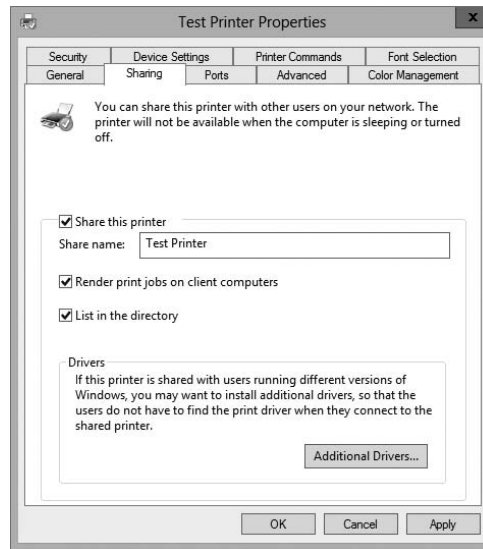 Test Printer Properties
x
Security Device Settings Printer Commands Font Selection
General Sharing Ports Advanced Color Management
You can share this printer with other users on your network. The
printer will not be available when the computer is sleeping or turned
off.
Share this printer
Share name: Test Printer
Render print jobs on client computers
List in the directory
Drivers
If this printer is shared with users running different versions of
Windows, you may want to install additional drivers, so that the
users do not have to find the print driver when they connect to the
shared printer.
Additional Drivers...
OK Cancel Apply